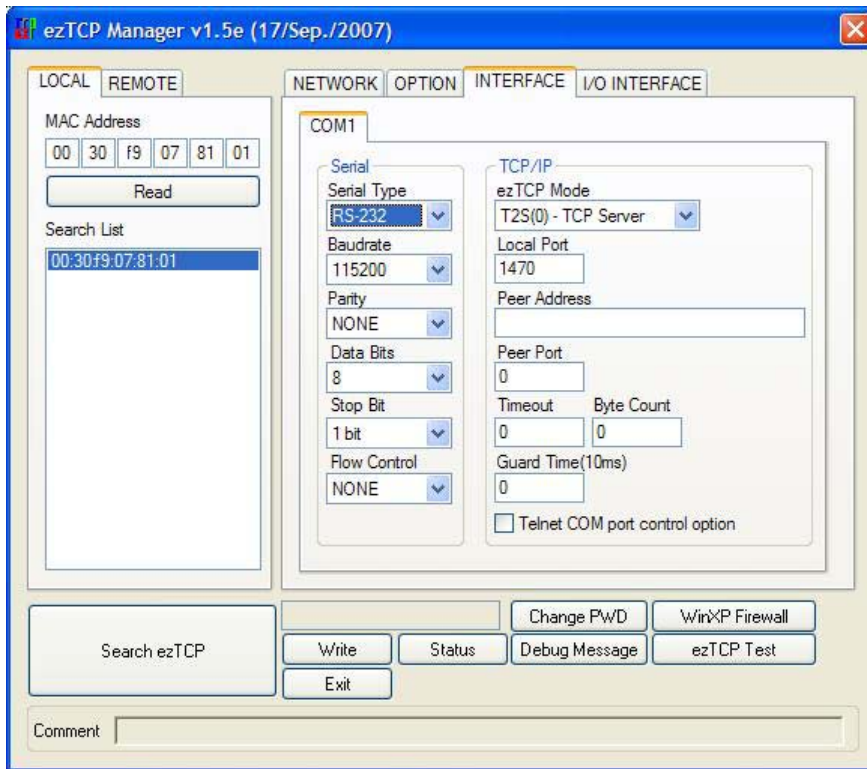 ezTCP Manager v1.5e (17/Sep./2007)
LOCAL REMOTE
MAC Address
00 30 f9 07 81 01
Read
Search List
00:30:f9:07:81:01
NETWORK OPTION INTERFACE I/O INTERFACE
COM1
Serial
Serial Type
RS-232
Baudrate
115200
Parity
NONE
Data Bits
8
Stop Bit
1 bit
Flow Control
NONE
TCP/IP
ezTCP Mode
T2S(0) - TCP Server
Local Port
1470
Peer Address
Peer Port
0
Timeout Byte Count
0 0
Guard Time(10ms)
0
Telnet COM port control option
Search ezTCP
Change PWD WinXP Firewall
Write Status Debug Message ezTCP Test
Exit
Comment